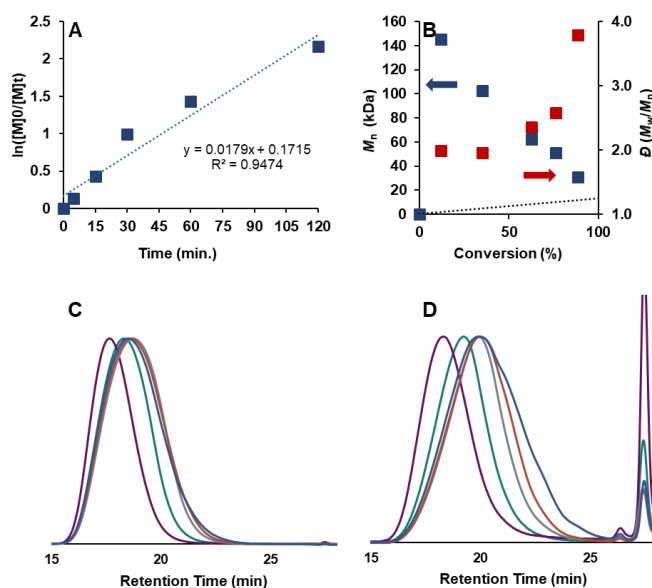 A
2.5
2
1.5
1
0.5
0
ln([M]0/[M]t)
y = 0.0179x + 0.1715
R² = 0.9474
0 15 30 45 60 75 90 105 120
Time (min.)
B
160
140
120
100
80
60
40
20
0
Mn (kDa)
4.0
3.0
2.0
1.0
Đ (Mw/Mn)
0 50 100
Conversion (%)
C
15 20 25
Retention Time (min)
D
15 20 25
Retention Time (min)